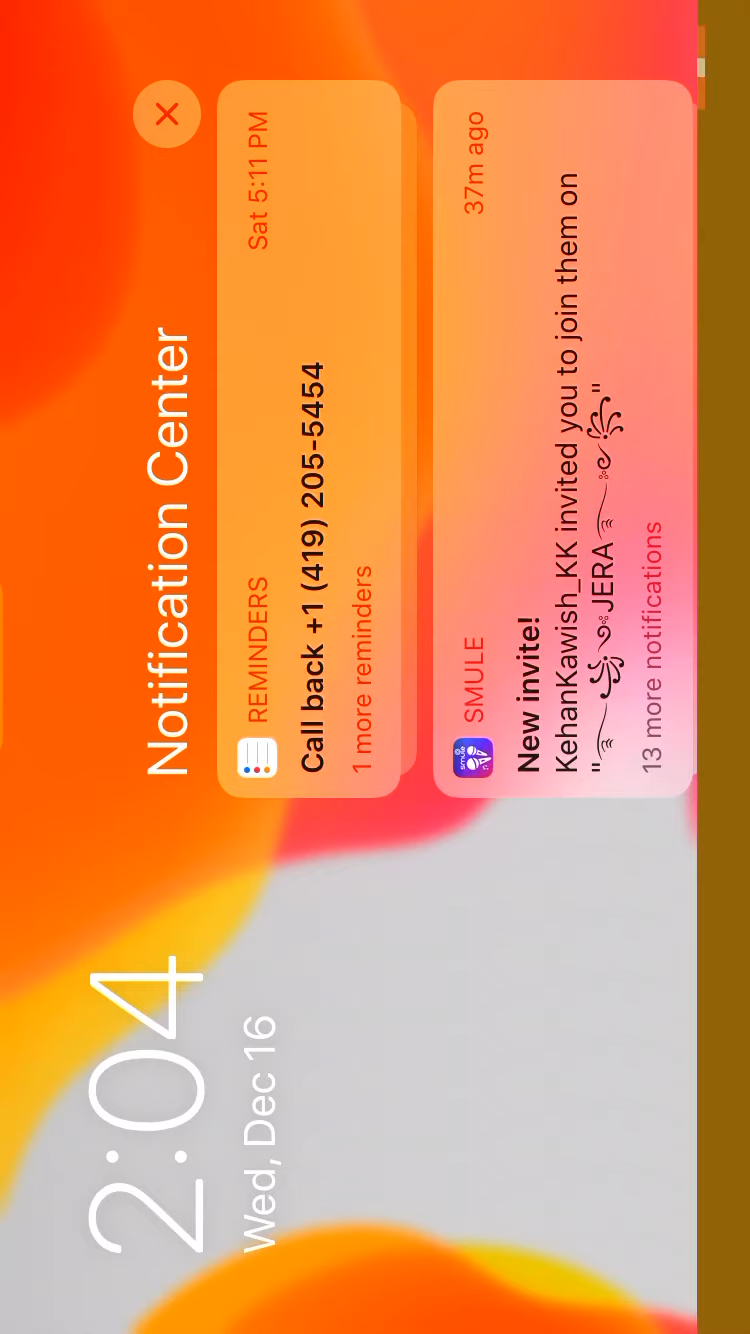 2:04
Wed, Dec 16
Notification Center
REMINDERS
Sat 5:11 PM
Call back +1 (419) 205-5454
1 more reminders
SMULE
37m ago
New invite!
KehanKawish_KK invited you to join them on
"JERA"
13 more notifications